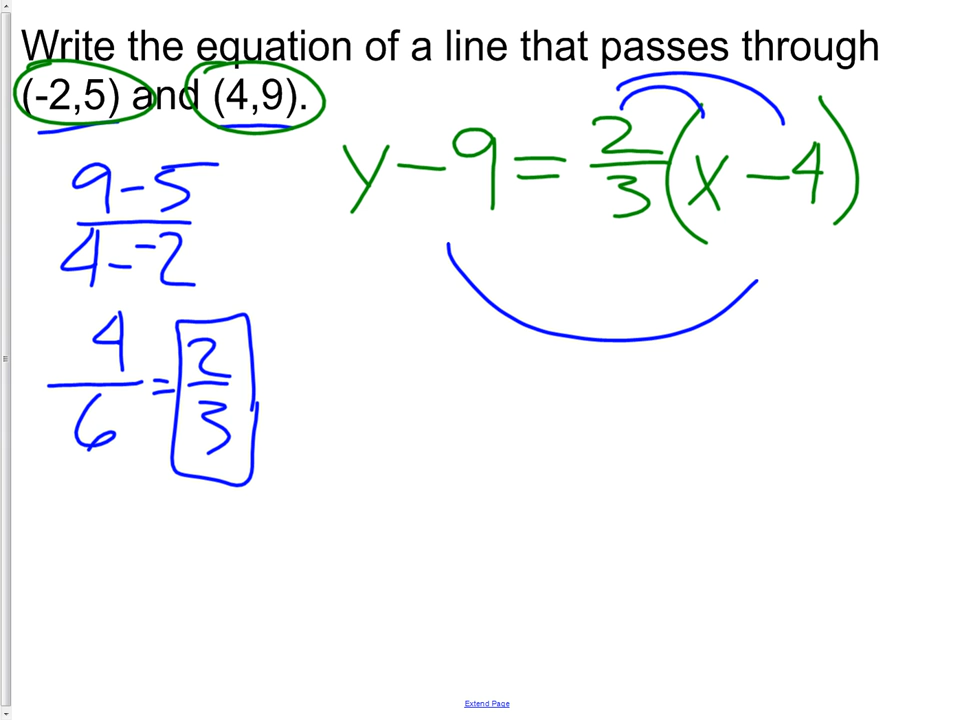 Write the equation of a line that passes through
(-2,5) and (4,9).
y - 9 = 2/3 (x - 4)
9 - 5
4 - -2
4/6 = 2/3
Extend Page